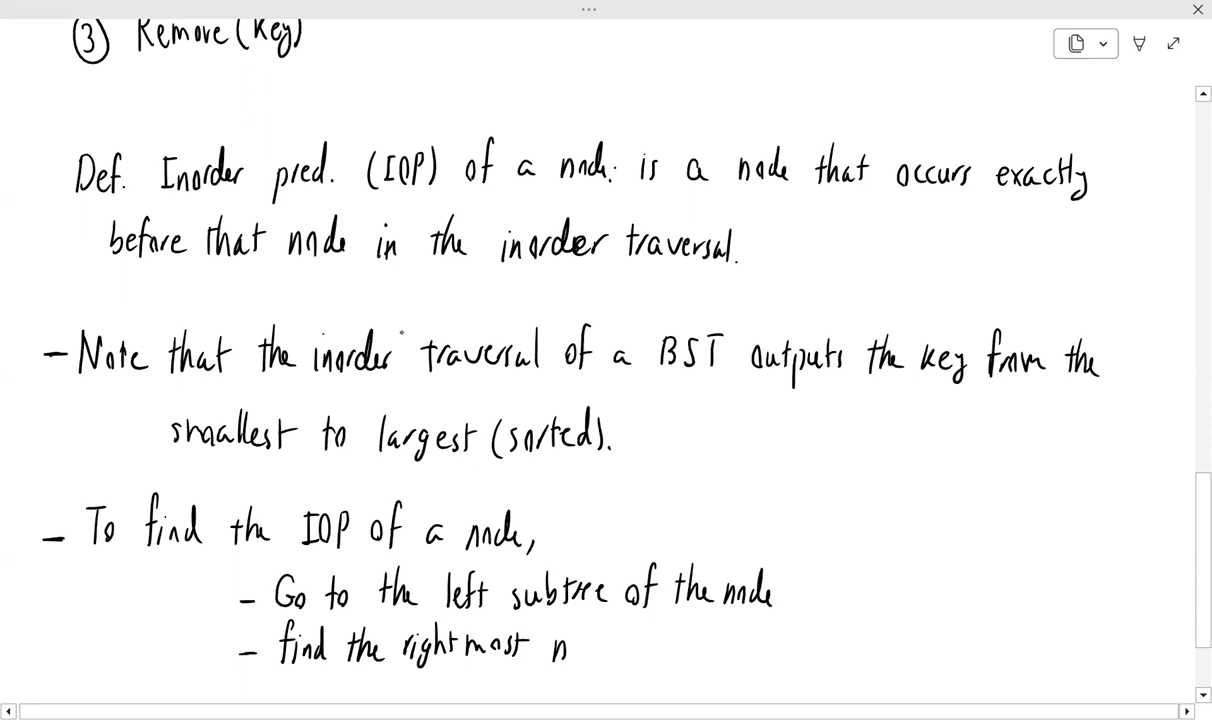 ③ Remove(Key)
Def. Inorder pred. (IOP) of a node: is a node that occurs exactly
before that node in the inorder traversal.
- Note that the inorder traversal of a BST outputs the key from the
smallest to largest (sorted).
- To find the IOP of a node,
- Go to the left subtree of the node
- find the rightmost n